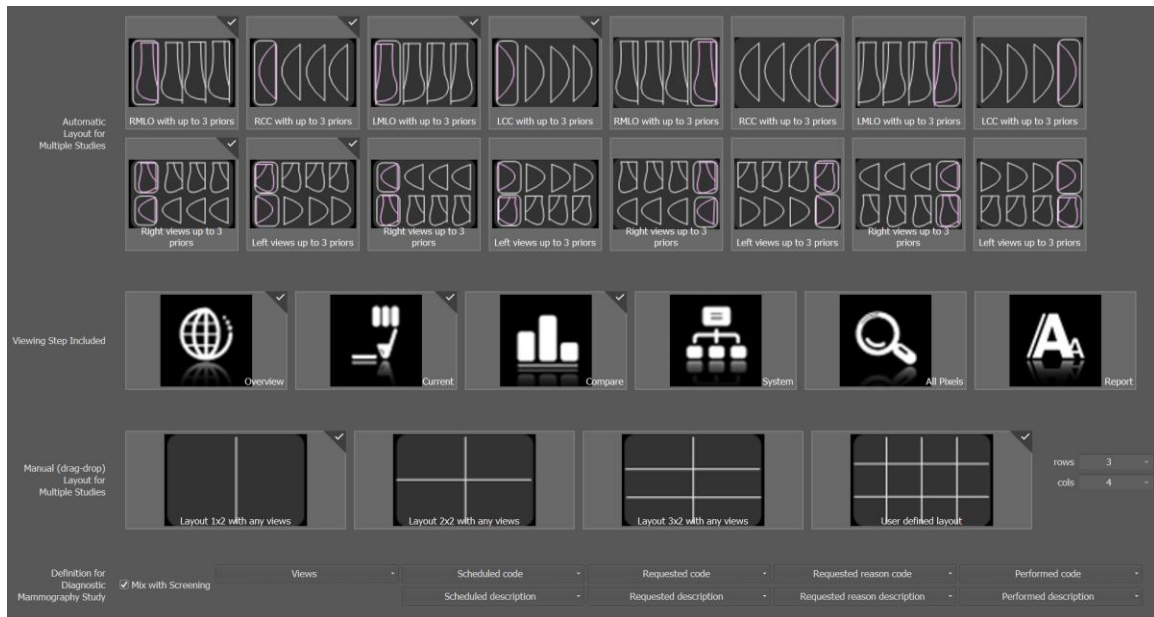 Automatic
Layout for
Multiple Studies
RMLO with up to 3 priors
RCC with up to 3 priors
LMLO with up to 3 priors
LCC with up to 3 priors
RMLO with up to 3 priors
RCC with up to 3 priors
LMLO with up to 3 priors
LCC with up to 3 priors
Right views up to 3
priors
Left views up to 3 priors
Right views up to 3
priors
Left views up to 3 priors
Right views up to 3
priors
Left views up to 3 priors
Right views up to 3
priors
Left views up to 3 priors
Viewing Step Included
Overview
Current
Compare
System
All Pixels
A A
Report
Manual (drag-drop)
Layout for
Multiple Studies
Layout 1x2 with any views
Layout 2x2 with any views
Layout 3x2 with any views
User defined layout
rows 3
cols 4
Definition for
Diagnostic
Mammography Study
Mix with Screening
Views
Scheduled code
Requested code
Requested reason code
Performed code
Scheduled description
Requested description
Requested reason description
Performed description